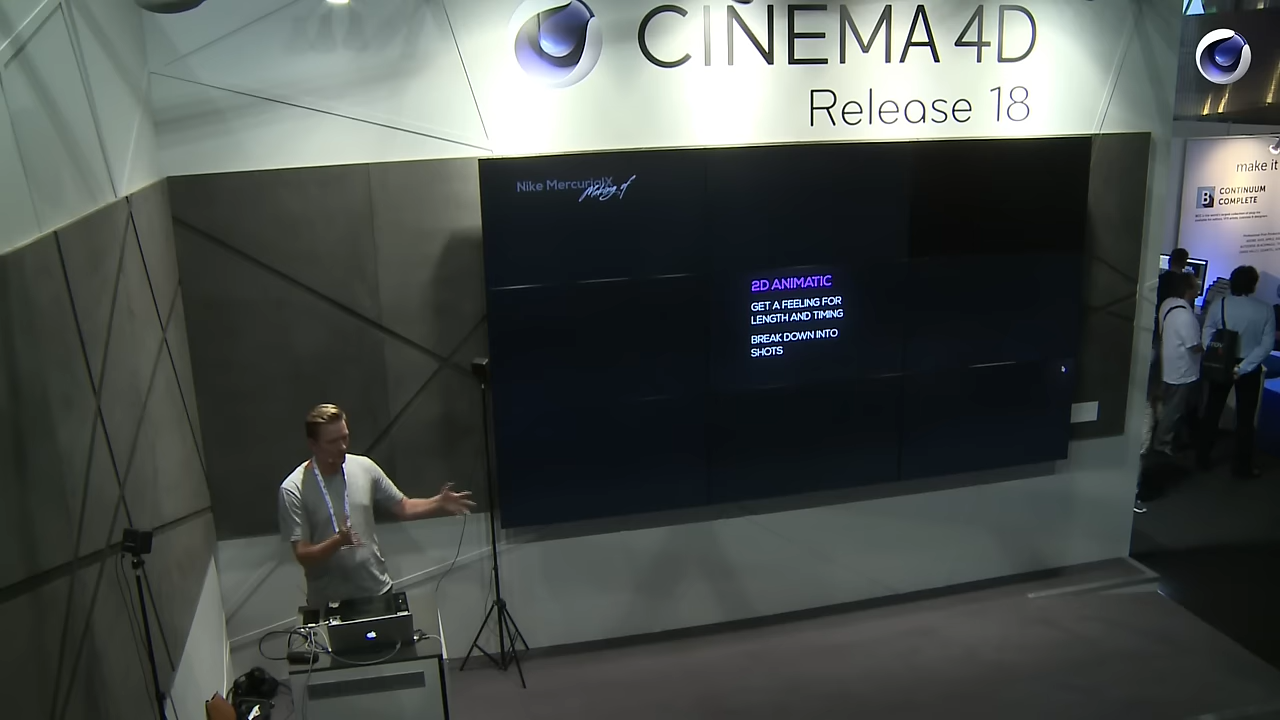 CINEMA 4D
Release 18
Nike MercurialX
Making of
2D ANIMATIC
GET A FEELING FOR
LENGTH AND TIMING
BREAK DOWN INTO
SHOTS
make it
B
CONTINUUM
COMPLETE